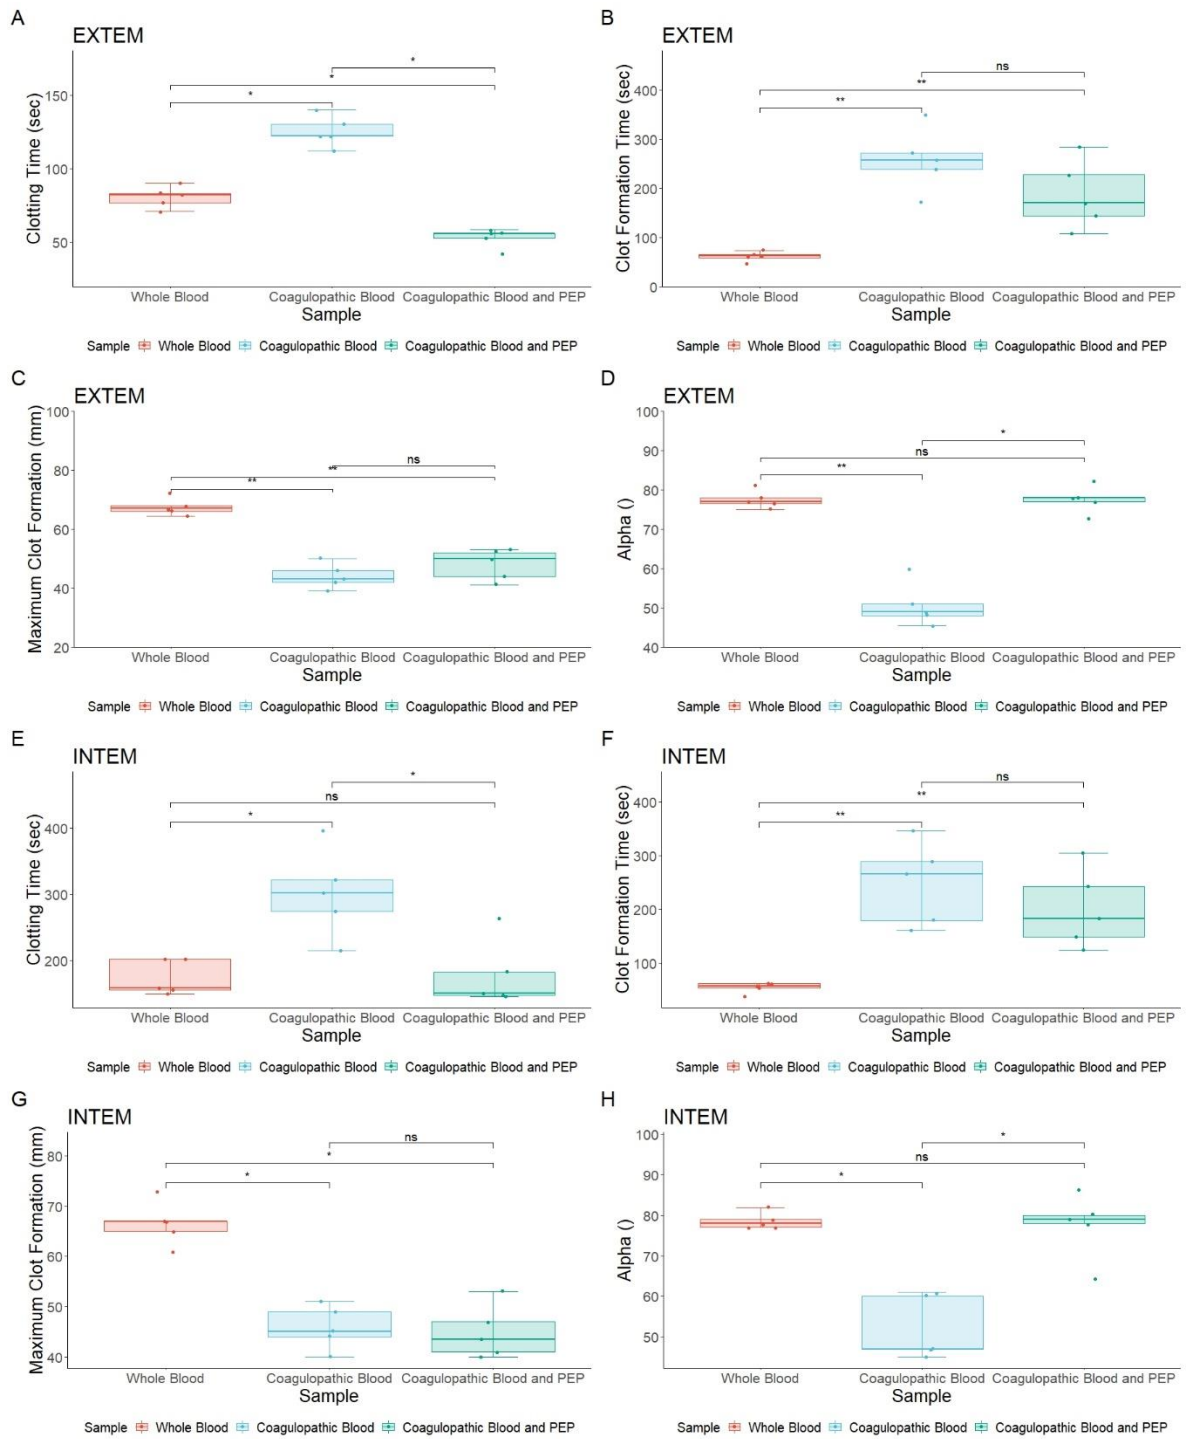 A
EXTEM
Clotting Time (sec)
150
100
50
*
*
*
Whole Blood Coagulopathic Blood Coagulopathic Blood and PEP
Sample
Sample Whole Blood Coagulopathic Blood Coagulopathic Blood and PEP
B
EXTEM
Clot Formation Time (sec)
400
300
200
100
0
ns
**
**
Whole Blood Coagulopathic Blood Coagulopathic Blood and PEP
Sample
Sample Whole Blood Coagulopathic Blood Coagulopathic Blood and PEP
C
EXTEM
Maximum Clot Formation (mm)
100
80
60
40
20
ns
**
**
Whole Blood Coagulopathic Blood Coagulopathic Blood and PEP
Sample
Sample Whole Blood Coagulopathic Blood Coagulopathic Blood and PEP
D
EXTEM
Alpha ()
100
90
80
70
60
50
40
*
ns
**
Whole Blood Coagulopathic Blood Coagulopathic Blood and PEP
Sample
Sample Whole Blood Coagulopathic Blood Coagulopathic Blood and PEP
E
INTEM
Clotting Time (sec)
400
300
200
*
ns
*
Whole Blood Coagulopathic Blood Coagulopathic Blood and PEP
Sample
Sample Whole Blood Coagulopathic Blood Coagulopathic Blood and PEP
F
INTEM
Clot Formation Time (sec)
400
300
200
100
ns
**
**
Whole Blood Coagulopathic Blood Coagulopathic Blood and PEP
Sample
Sample Whole Blood Coagulopathic Blood Coagulopathic Blood and PEP
G
INTEM
Maximum Clot Formation (mm)
80
70
60
50
40
ns
*
*
Whole Blood Coagulopathic Blood Coagulopathic Blood and PEP
Sample
Sample Whole Blood Coagulopathic Blood Coagulopathic Blood and PEP
H
INTEM
Alpha ()
100
90
80
70
60
50
*
ns
*
Whole Blood Coagulopathic Blood Coagulopathic Blood and PEP
Sample
Sample Whole Blood Coagulopathic Blood Coagulopathic Blood and PEP